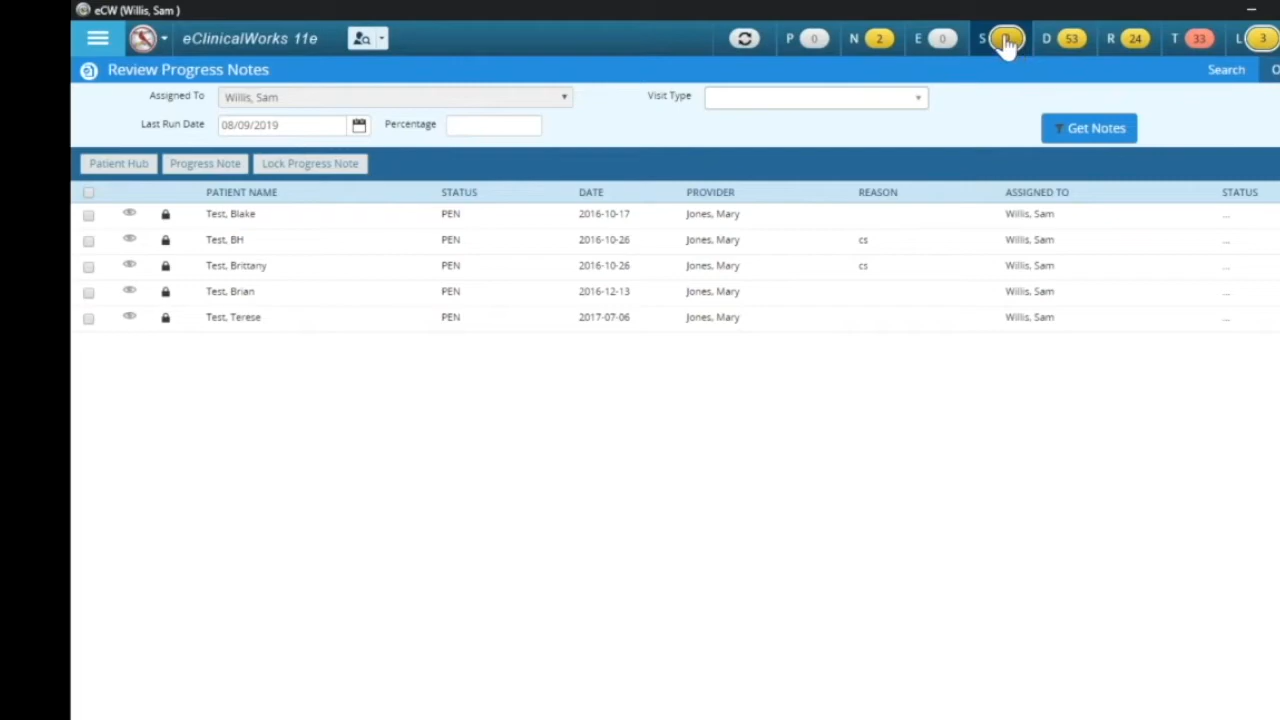 eCW (Willis, Sam )
eClinicalWorks 11e P 0 N 2 E 0 S D 53 R 24 T 33 L 3
Review Progress Notes Search
Assigned To Willis, Sam Visit Type
Last Run Date 08/09/2019 Percentage Get Notes
Patient Hub Progress Note Lock Progress Note
PATIENT NAME STATUS DATE PROVIDER REASON ASSIGNED TO STATUS
Test, Blake PEN 2016-10-17 Jones, Mary Willis, Sam ...
Test, BH PEN 2016-10-26 Jones, Mary cs Willis, Sam ...
Test, Brittany PEN 2016-10-26 Jones, Mary cs Willis, Sam ...
Test, Brian PEN 2016-12-13 Jones, Mary Willis, Sam ...
Test, Terese PEN 2017-07-06 Jones, Mary Willis, Sam ...